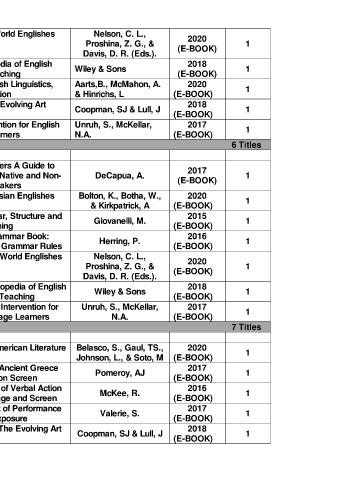 orld Englishes Nelson, C. L., Proshina, Z. G., & Davis, D. R. (Eds.). 2020 (E-BOOK) 1
dia of English ching Wiley & Sons 2018 (E-BOOK) 1
sh Linguistics, ion Aarts,B., McMahon, A. & Hinrichs, L 2020 (E-BOOK) 1
Evolving Art Coopman, SJ & Lull, J 2018 (E-BOOK) 1
ntion for English rners Unruh, S., McKellar, N.A. 2017 (E-BOOK) 1
6 Titles
ers A Guide to Native and Non- akers DeCapua, A. 2017 (E-BOOK) 1
sian Englishes Bolton, K., Botha, W., & Kirkpatrick, A 2020 (E-BOOK) 1
ar, Structure and ning Giovanelli, M. 2015 (E-BOOK) 1
ammar Book: Grammar Rules Herring, P. 2016 (E-BOOK) 1
World Englishes Nelson, C. L., Proshina, Z. G., & Davis, D. R. (Eds.). 2020 (E-BOOK) 1
opedia of English Teaching Wiley & Sons 2018 (E-BOOK) 1
Intervention for age Learners Unruh, S., McKellar, N.A. 2017 (E-BOOK) 1
7 Titles
merican Literature Belasco, S., Gaul, TS., Johnson, L., & Soto, M 2020 (E-BOOK) 1
Ancient Greece on Screen Pomeroy, AJ 2017 (E-BOOK) 1
of Verbal Action ge and Screen McKee, R. 2016 (E-BOOK) 1
t of Performance xposure Valerie, S. 2017 (E-BOOK) 1
The Evolving Art Coopman, SJ & Lull, J 2018 (E-BOOK) 1